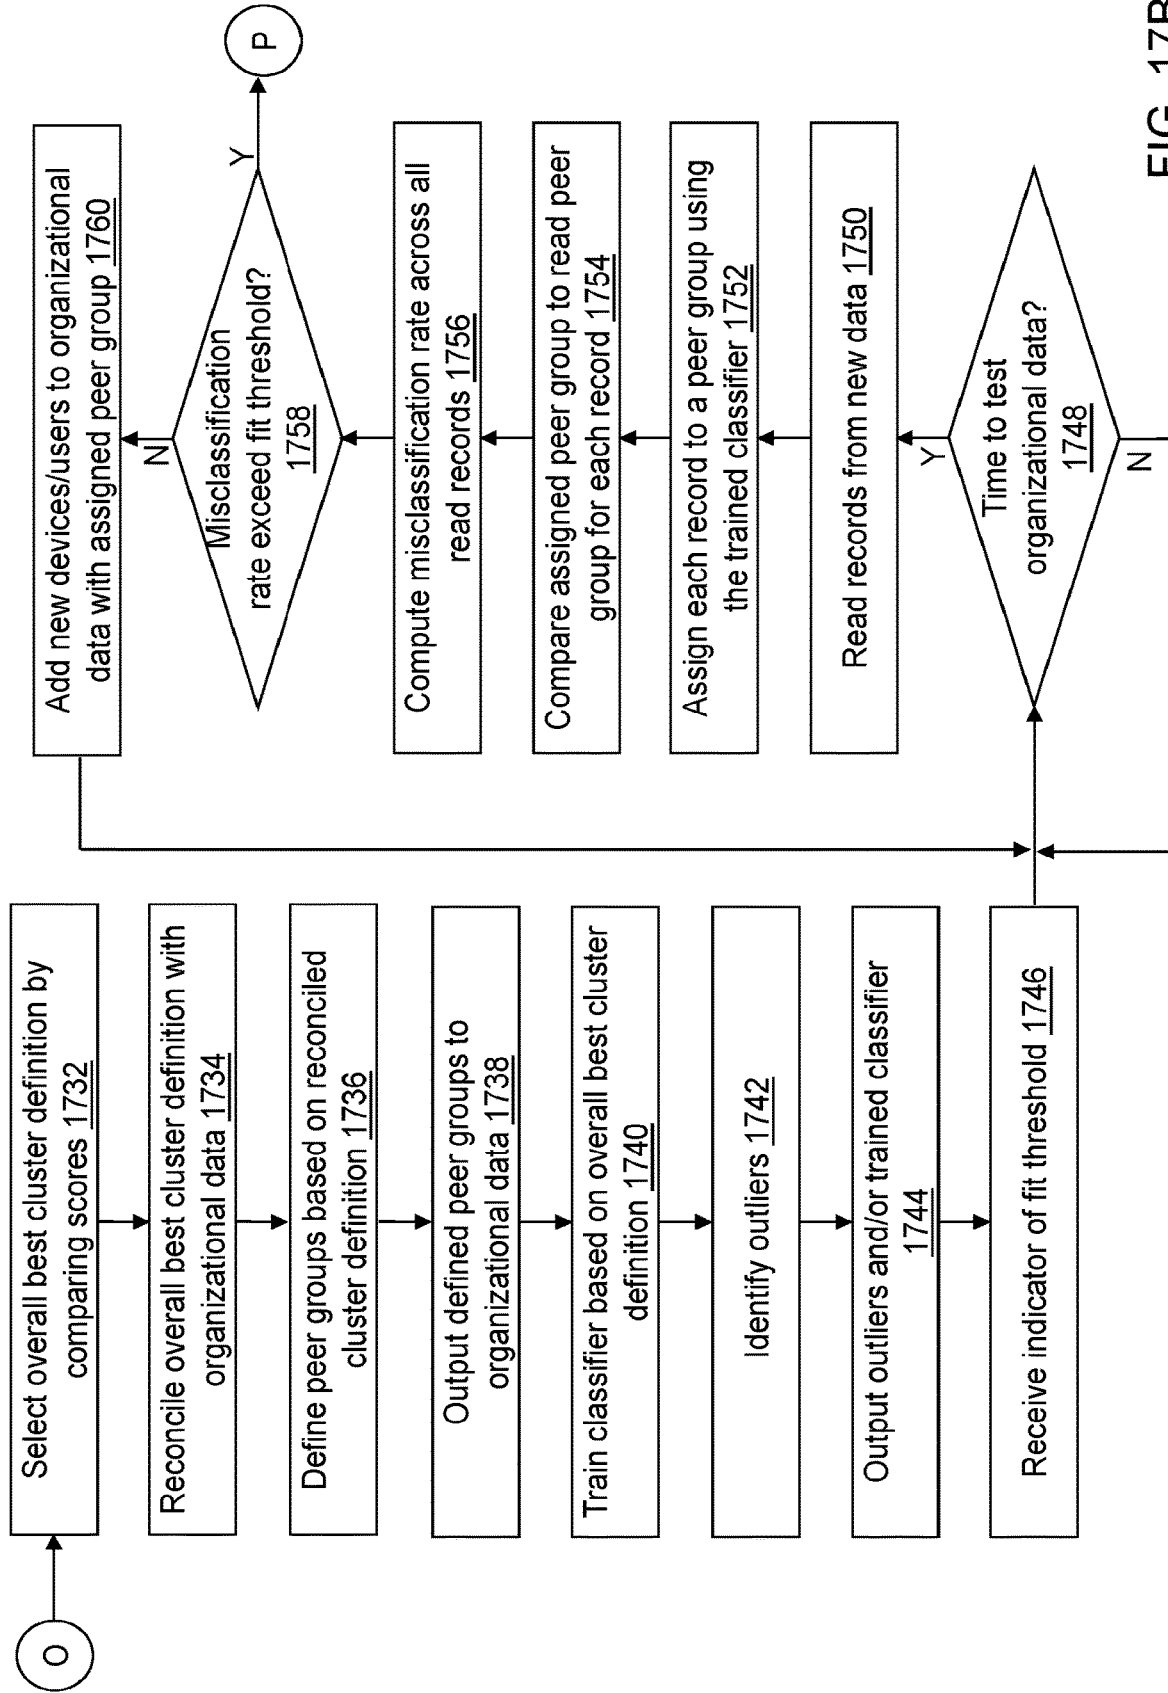 O
Select overall best cluster definition by
comparing scores 1732
Reconcile overall best cluster definition with
organizational data 1734
Define peer groups based on reconciled
cluster definition 1736
Output defined peer groups to
organizational data 1738
Train classifier based on overall best cluster
definition 1740
Identify outliers 1742
Output outliers and/or trained classifier
1744
Receive indicator of fit threshold 1746
Add new devices/users to organizational
data with assigned peer group 1760
N
Misclassification
rate exceed fit threshold?
1758
Y
P
Compute misclassification rate across all
read records 1756
Compare assigned peer group to read peer
group for each record 1754
Assign each record to a peer group using
the trained classifier 1752
Read records from new data 1750
Y
Time to test
organizational data?
1748
N
FIG. 17B